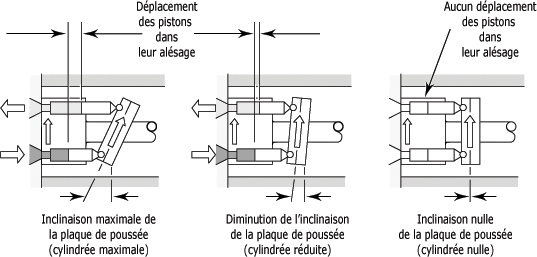 Déplacement
des pistons
dans
leur alésage
Aucun déplacement
des pistons
dans
leur alésage
Inclinaison maximale de
la plaque de poussée
(cylindrée maximale)
Diminution de l'inclinaison
de la plaque de poussée
(cylindrée réduite)
Inclinaison nulle
de la plaque de poussée
(cylindrée nulle)